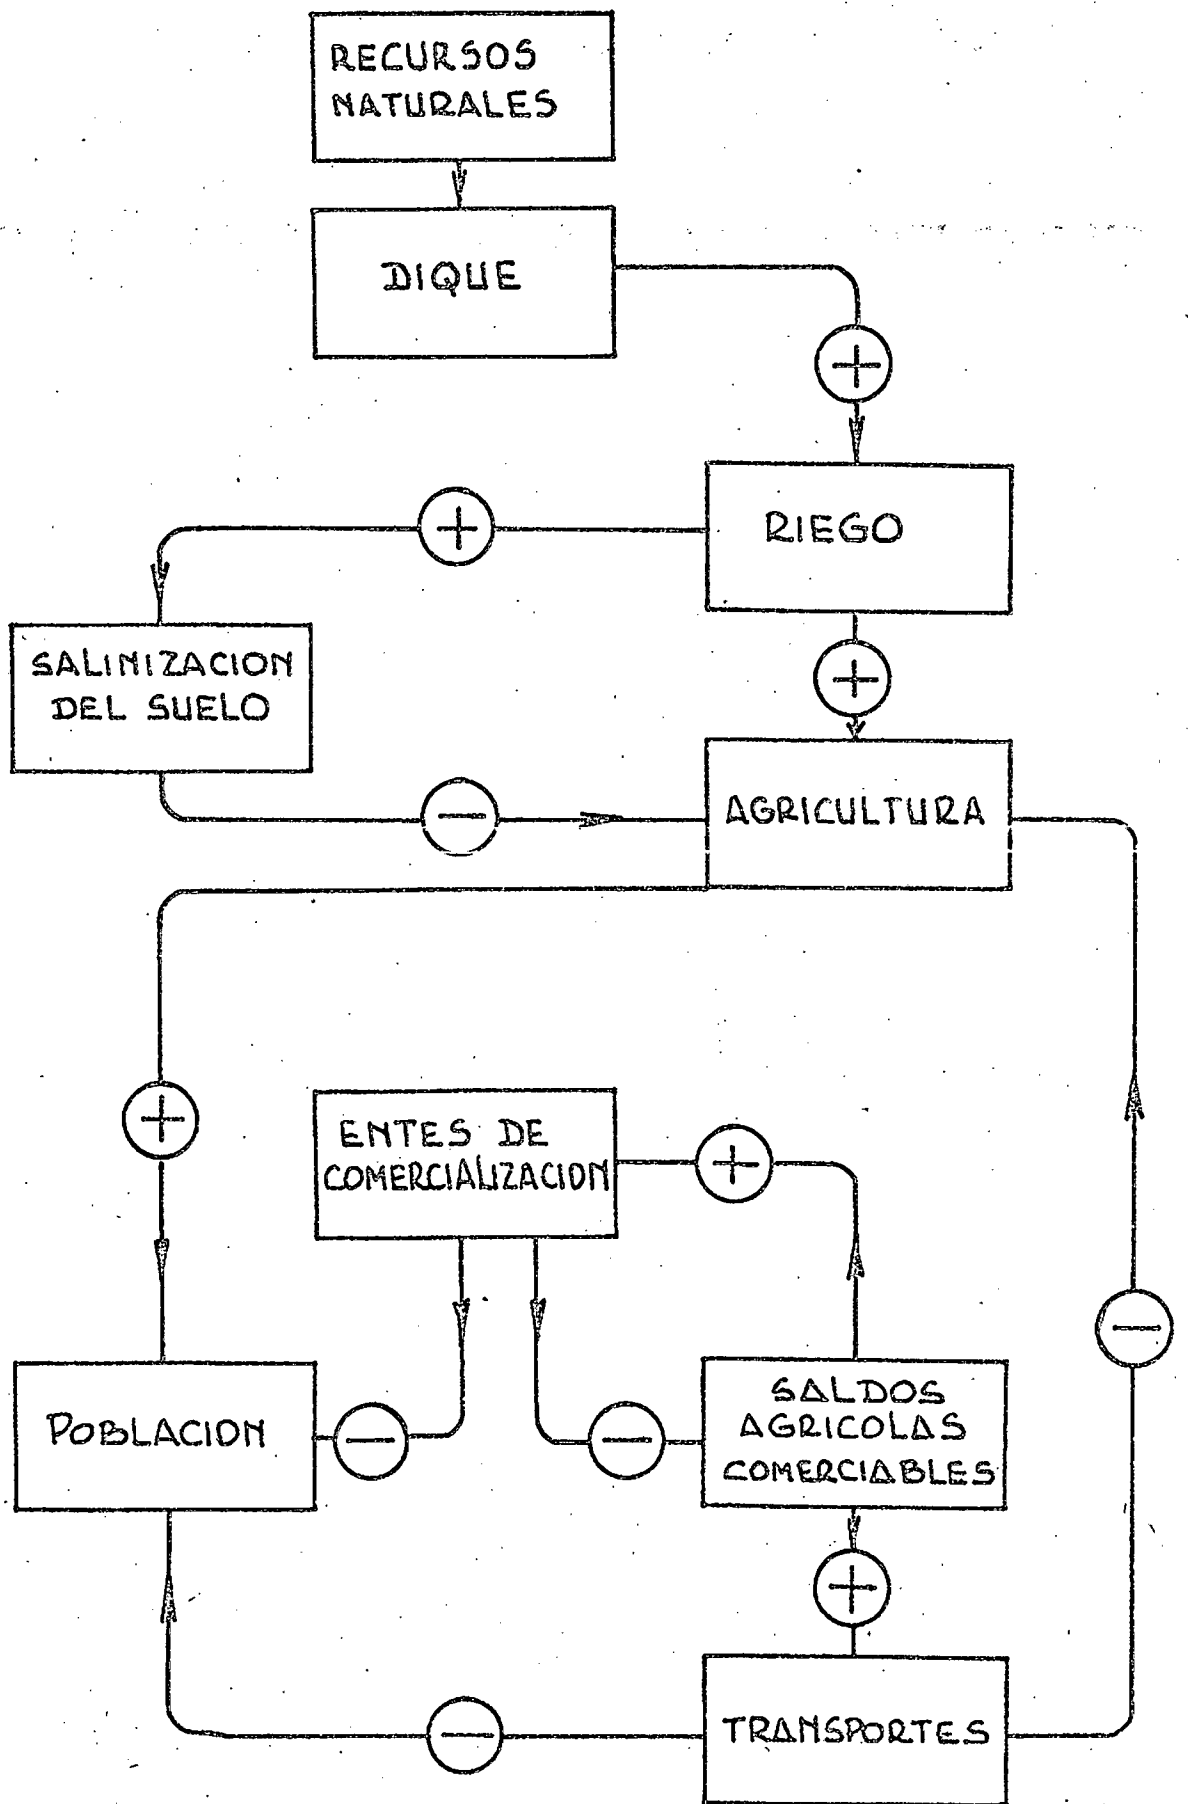 RECURSOS
NATURALES
DIQUE
+
+
RIEGO
SALINIZACION
DEL SUELO
+
−
AGRICULTURA
+
ENTES DE
COMERCIALIZACION
+
−
POBLACION
−
−
SALDOS
AGRICOLAS
COMERCIABLES
+
−
TRANSPORTES